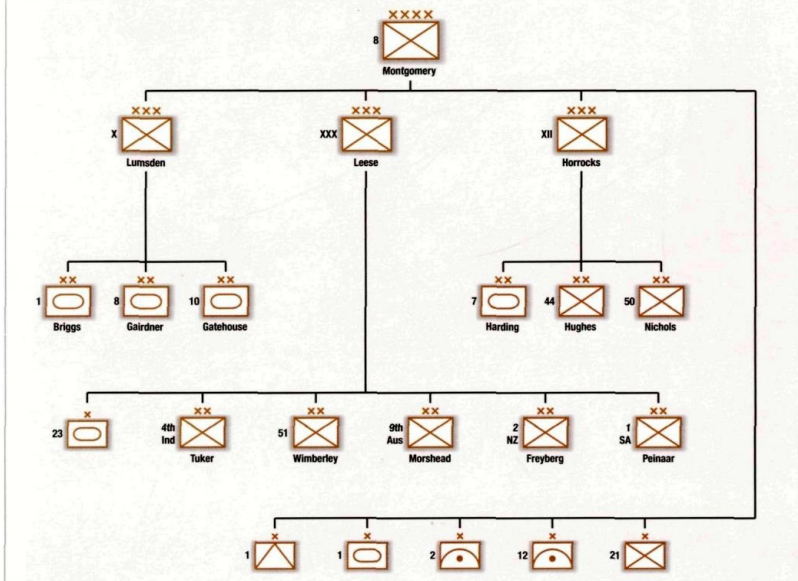 ××××
8
Montgomery
×××
×××
×××
X
XXX
XII
Lumsden
Leese
Horrocks
××
××
××
××
××
××
1
8
10
7
44
50
Briggs
Gairdner
Gatehouse
Harding
Hughes
Nichols
×
××
××
××
××
××
23
4th
Ind
51
9th
Aus
2
NZ
1
SA
Tuker
Wimberley
Morshead
Freyberg
Peinaar
×
×
×
×
×
1
1
2
12
21